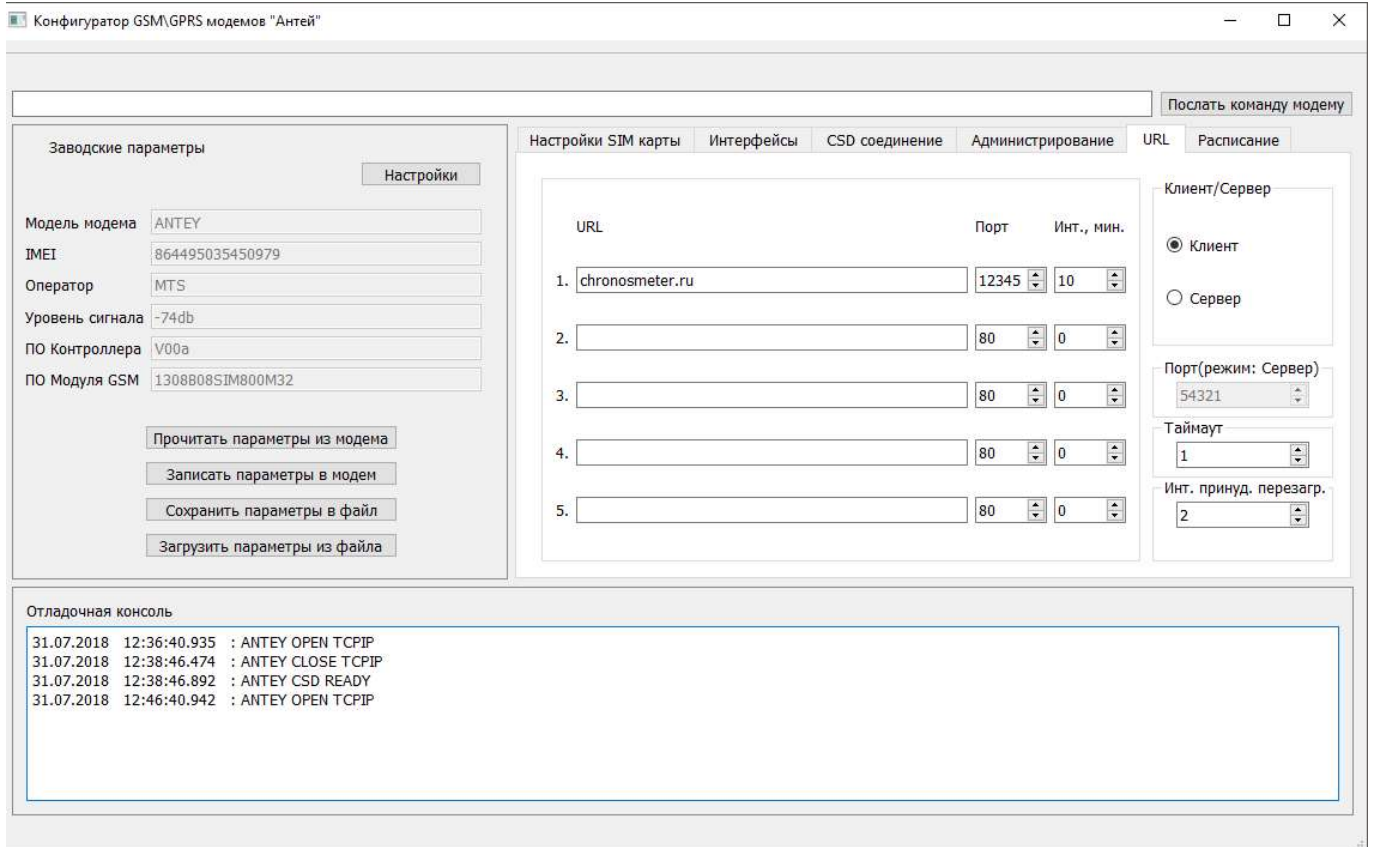 Конфигуратор GSM\GPRS модемов "Антей"
Послать команду модему
Заводские параметры
Настройки
Модель модема ANTEY
IMEI 864495035450979
Оператор MTS
Уровень сигнала -74db
ПО Контроллера V00a
ПО Модуля GSM 1308B08SIM800M32
Прочитать параметры из модема
Записать параметры в модем
Сохранить параметры в файл
Загрузить параметры из файла
Настройки SIM карты Интерфейсы CSD соединение Администрирование URL Расписание
URL Порт Инт., мин.
1. chronosmeter.ru 12345 10
2. 80 0
3. 80 0
4. 80 0
5. 80 0
Клиент/Сервер
Клиент
Сервер
Порт(режим: Сервер)
54321
Таймаут
1
Инт. принуд. перезагр.
2
Отладочная консоль
31.07.2018 12:36:40.935 : ANTEY OPEN TCPIP
31.07.2018 12:38:46.474 : ANTEY CLOSE TCPIP
31.07.2018 12:38:46.892 : ANTEY CSD READY
31.07.2018 12:46:40.942 : ANTEY OPEN TCPIP